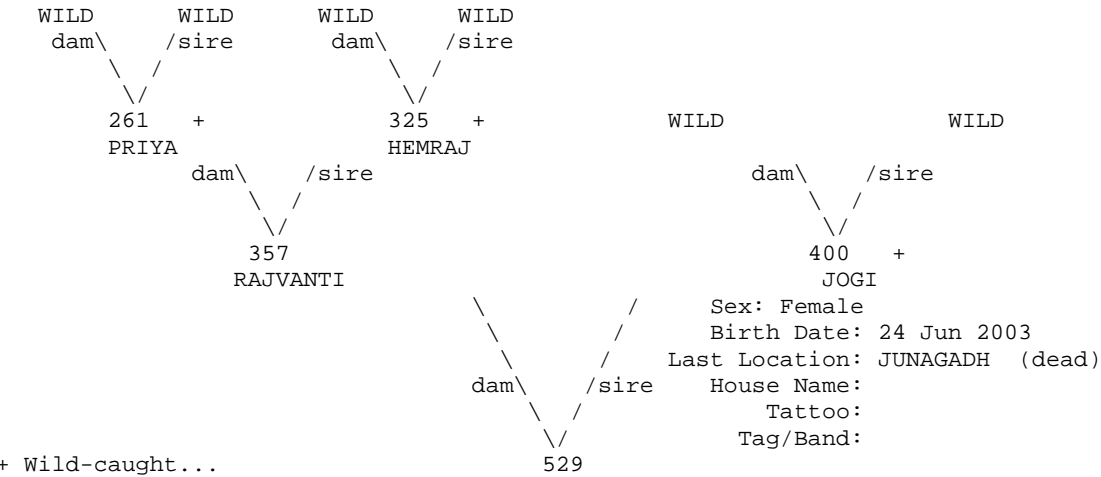 WILD WILD WILD WILD
dam\ /sire dam\ /sire
\ / \ /
\/ \/
261 + 325 + WILD WILD
PRIYA HEMRAJ
dam\ /sire dam\ /sire
\ / \ /
\/ \/
357 400 +
RAJVANTI JOGI
\ / Sex: Female
\ / Birth Date: 24 Jun 2003
\ / Last Location: JUNAGADH (dead)
dam\ /sire House Name:
\ / Tattoo:
\/ Tag/Band:
+ Wild-caught... 529